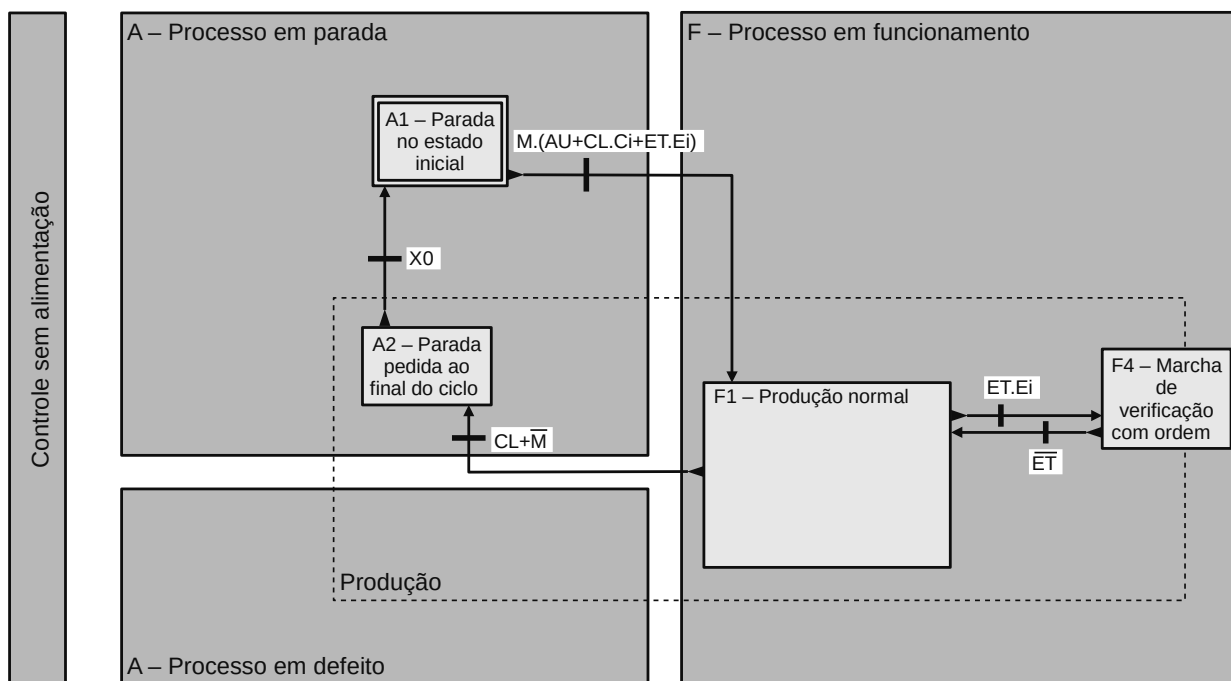 Controle sem alimentação
A – Processo em parada
A1 – Parada
no estado
inicial
M.(AU+CL.Ci+ET.Ei)
X0
A2 – Parada
pedida ao
final do ciclo
CL+M̅
F – Processo em funcionamento
F1 – Produção normal
ET.Ei
E̅T̅
F4 – Marcha
de
verificação
com ordem
Produção
A – Processo em defeito